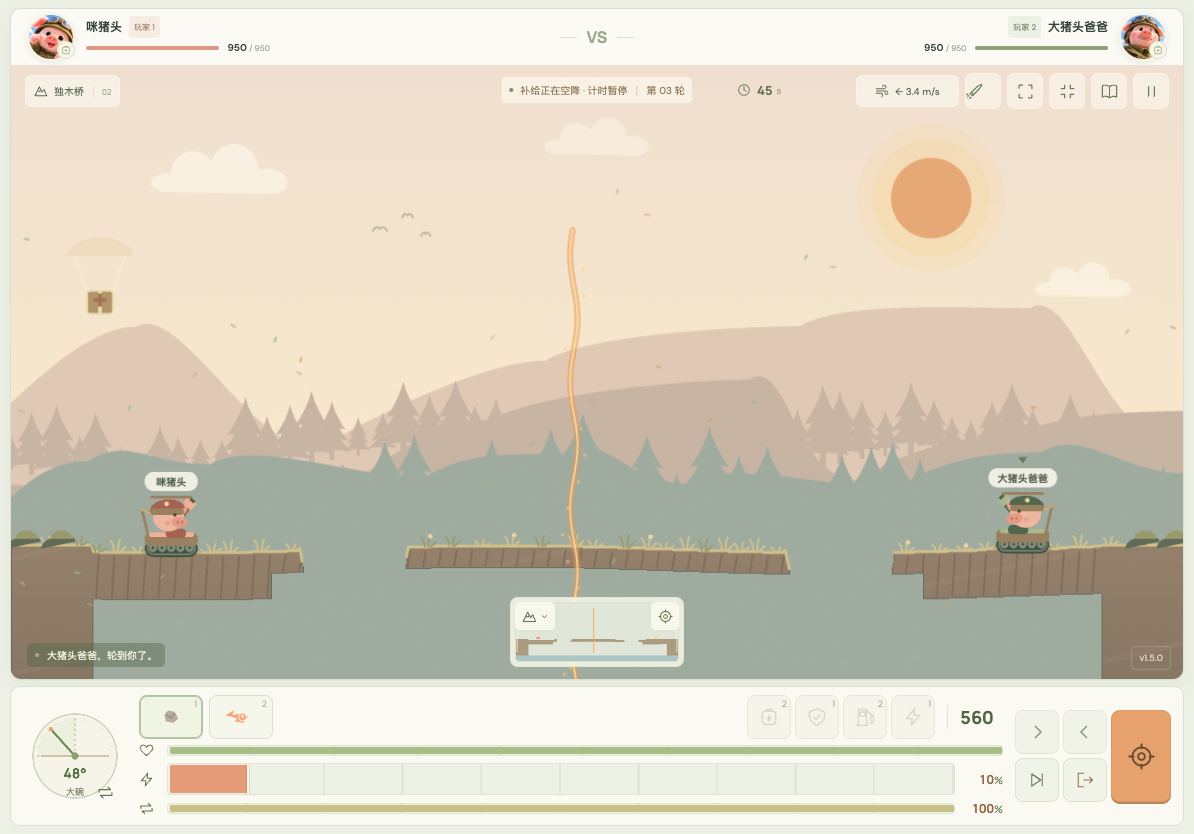 咪猪头 玩家 1
950 / 950
VS
玩家 2 大猪头爸爸
950 / 950
独木桥 02
补给正在空降 · 计时暂停 第 03 轮
45 s
← 3.4 m/s
咪猪头
大猪头爸爸
大猪头爸爸，轮到你了。
v1.5.0
48°
大碗
1
2
2
1
2
1
560
10%
100%